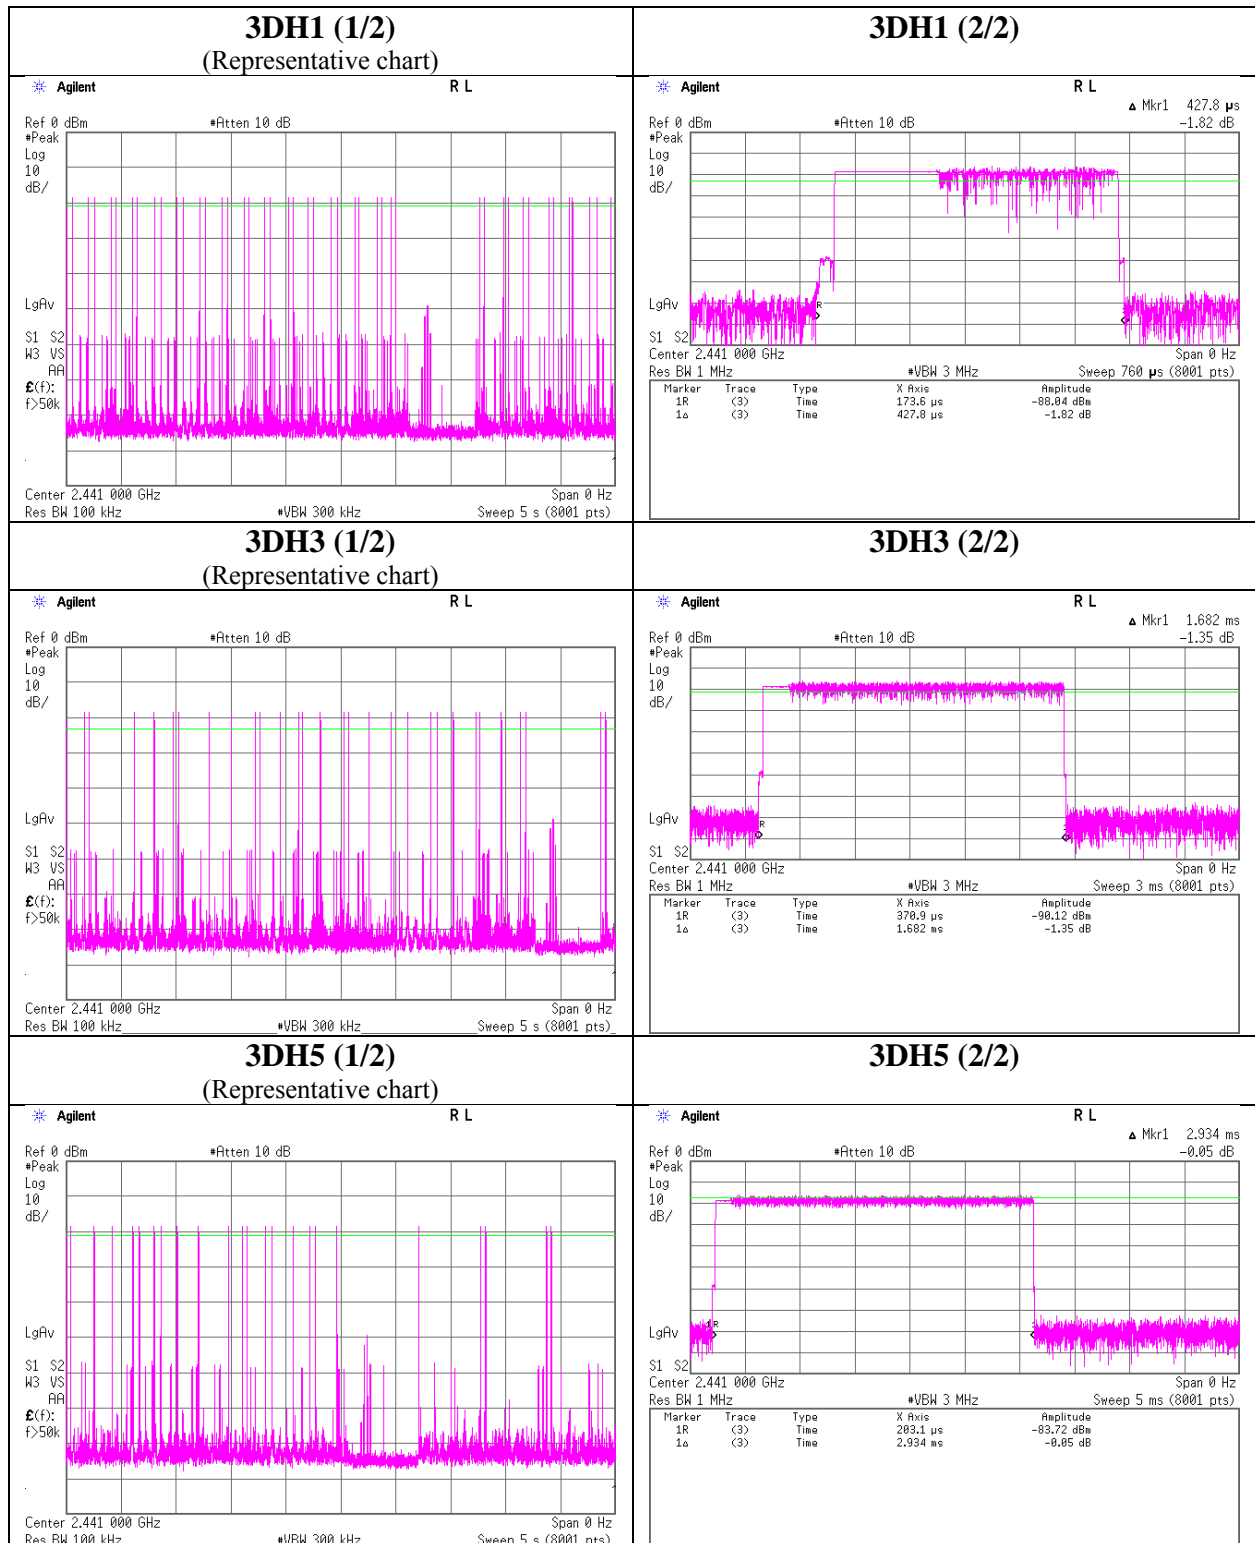 3DH1 (1/2)
(Representative chart)
3DH1 (2/2)
Agilent R L
Ref 0 dBm #Atten 10 dB
#Peak
Log
10
dB/
LgAv
S1 S2
W3 VS
AA
£(f):
f>50k
Center 2.441 000 GHz Span 0 Hz
Res BW 100 kHz #VBW 300 kHz Sweep 5 s (8001 pts)
Agilent R L
Δ Mkr1 427.8 µs
Ref 0 dBm #Atten 10 dB -1.82 dB
#Peak
Log
10
dB/
LgAv
R
S1 S2
Center 2.441 000 GHz Span 0 Hz
Res BW 1 MHz #VBW 3 MHz Sweep 760 µs (8001 pts)
Marker Trace Type X Axis Amplitude
1R (3) Time 173.6 µs -88.04 dBm
1Δ (3) Time 427.8 µs -1.82 dB
3DH3 (1/2)
(Representative chart)
3DH3 (2/2)
Agilent R L
Ref 0 dBm #Atten 10 dB
#Peak
Log
10
dB/
LgAv
S1 S2
W3 VS
AA
£(f):
f>50k
Center 2.441 000 GHz Span 0 Hz
Res BW 100 kHz #VBW 300 kHz Sweep 5 s (8001 pts)
Agilent R L
Δ Mkr1 1.682 ms
Ref 0 dBm #Atten 10 dB -1.35 dB
#Peak
Log
10
dB/
LgAv
R
S1 S2
Center 2.441 000 GHz Span 0 Hz
Res BW 1 MHz #VBW 3 MHz Sweep 3 ms (8001 pts)
Marker Trace Type X Axis Amplitude
1R (3) Time 370.9 µs -90.12 dBm
1Δ (3) Time 1.682 ms -1.35 dB
3DH5 (1/2)
(Representative chart)
3DH5 (2/2)
Agilent R L
Ref 0 dBm #Atten 10 dB
#Peak
Log
10
dB/
LgAv
S1 S2
W3 VS
AA
£(f):
f>50k
Center 2.441 000 GHz Span 0 Hz
Res BW 100 kHz #VBW 300 kHz Sweep 5 s (8001 pts)
Agilent R L
Δ Mkr1 2.934 ms
Ref 0 dBm #Atten 10 dB -0.05 dB
#Peak
Log
10
dB/
LgAv
R
S1 S2
Center 2.441 000 GHz Span 0 Hz
Res BW 1 MHz #VBW 3 MHz Sweep 5 ms (8001 pts)
Marker Trace Type X Axis Amplitude
1R (3) Time 203.1 µs -83.72 dBm
1Δ (3) Time 2.934 ms -0.05 dB